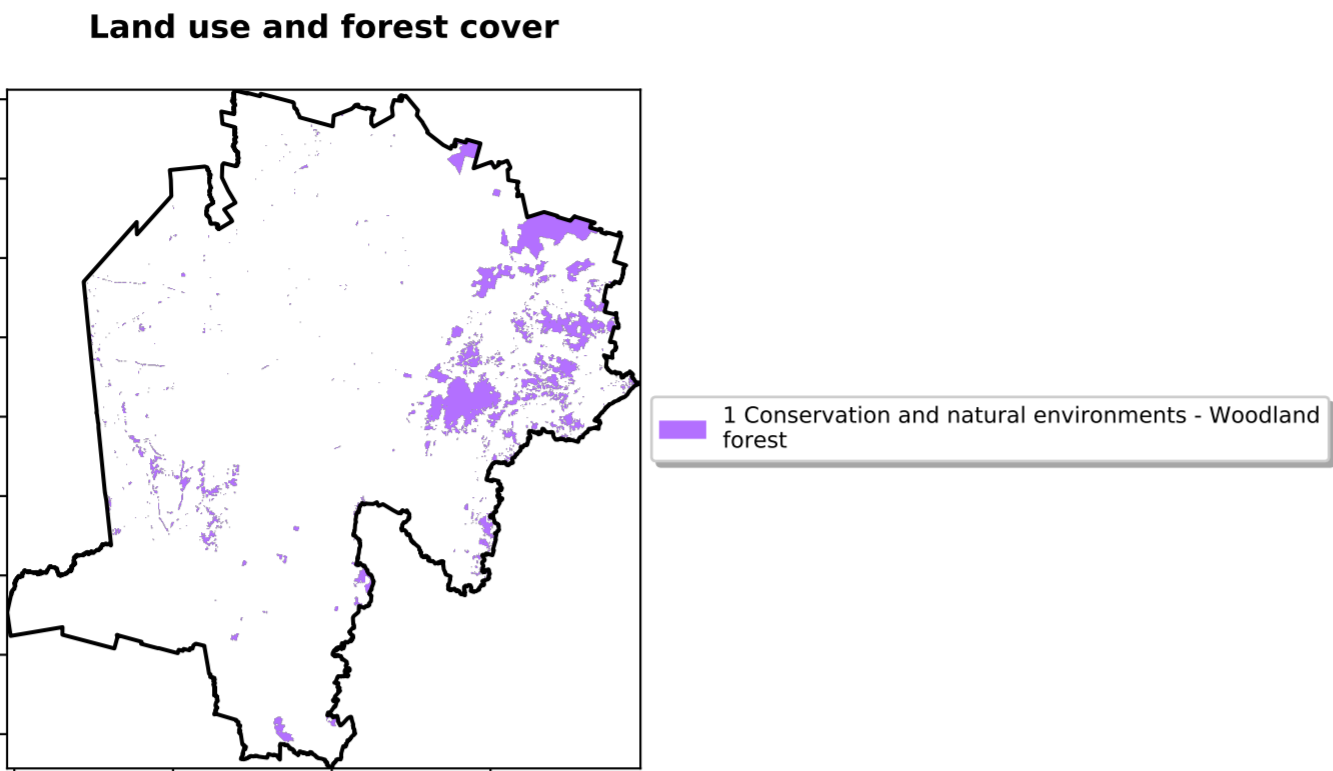 Land use and forest cover
1 Conservation and natural environments - Woodland
forest